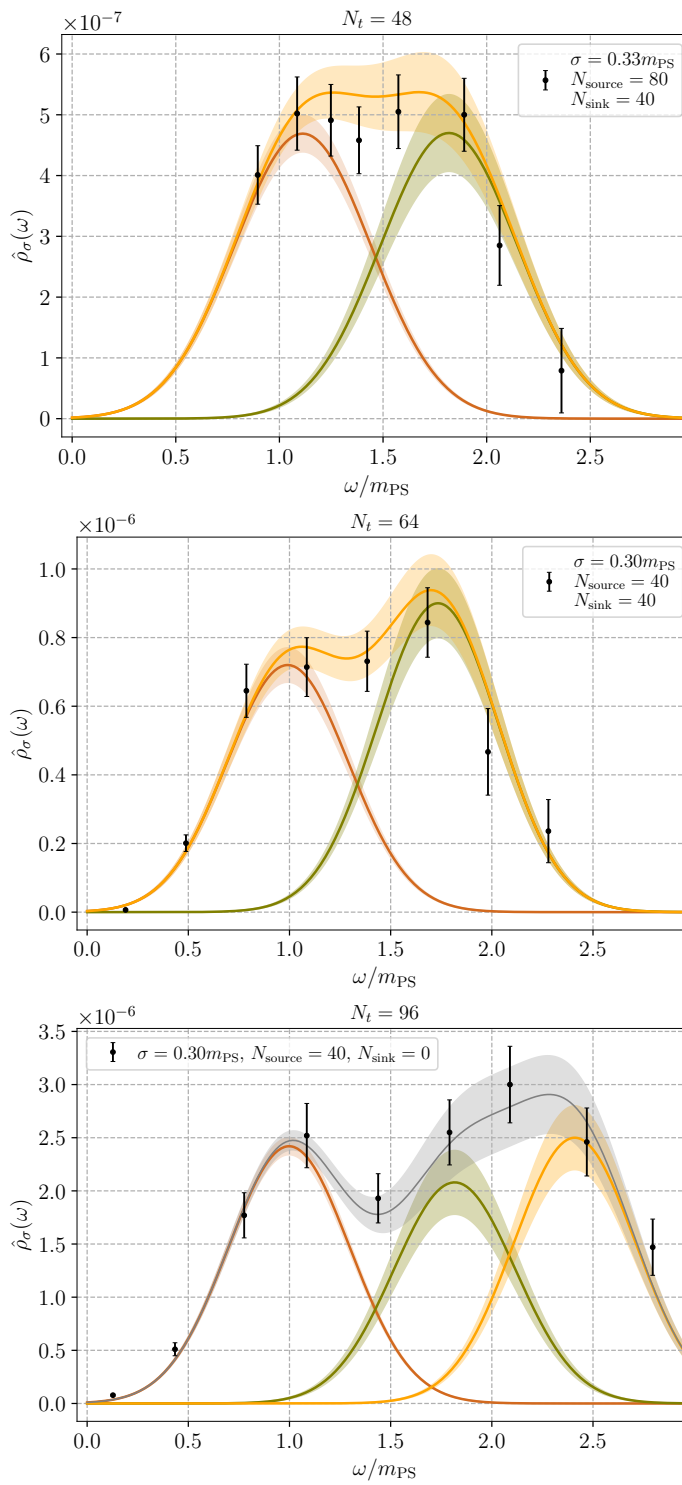 ×10⁻⁷
N_t = 48
σ = 0.33m_PS
N_source = 80
N_sink = 40
6
5
4
3
2
1
0
ρ̂_σ(ω)
0.0 0.5 1.0 1.5 2.0 2.5
ω/m_PS
×10⁻⁶
N_t = 64
σ = 0.30m_PS
N_source = 40
N_sink = 40
1.0
0.8
0.6
0.4
0.2
0.0
ρ̂_σ(ω)
0.0 0.5 1.0 1.5 2.0 2.5
ω/m_PS
×10⁻⁶
N_t = 96
σ = 0.30m_PS, N_source = 40, N_sink = 0
3.5
3.0
2.5
2.0
1.5
1.0
0.5
0.0
ρ̂_σ(ω)
0.0 0.5 1.0 1.5 2.0 2.5
ω/m_PS